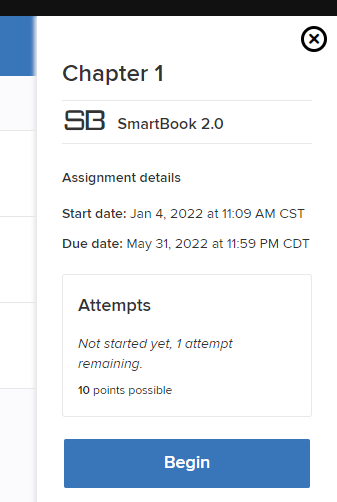 Chapter 1
SB SmartBook 2.0
Assignment details
Start date: Jan 4, 2022 at 11:09 AM CST
Due date: May 31, 2022 at 11:59 PM CDT
Attempts
Not started yet, 1 attempt
remaining.
10 points possible
Begin